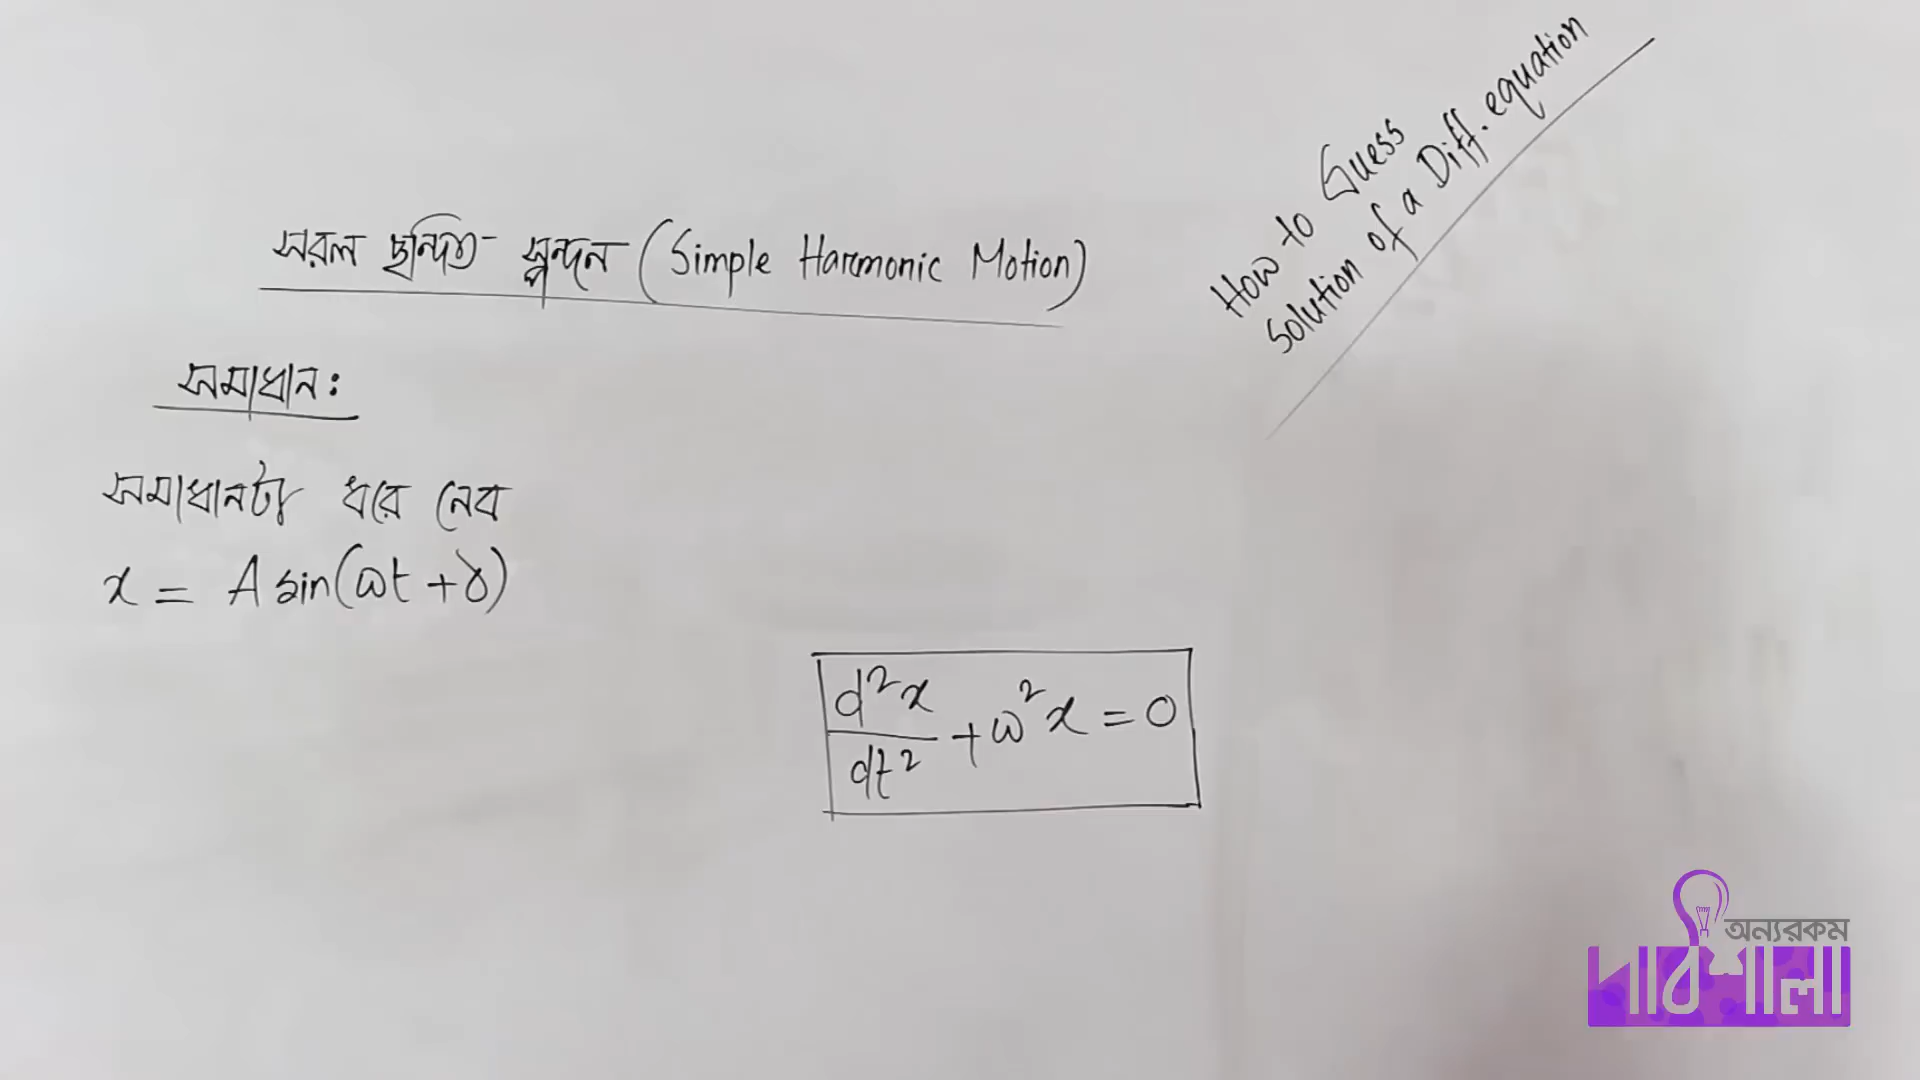 How to Guess
Solution of a Diff. equation
সরল ছন্দিত স্পন্দন (Simple Harmonic Motion)
সমাধান:
সমাধানটা ধরে নেব
x = A sin(ωt + δ)
d²x/dt² + ω²x = 0
অন্যরকম
পাঠশালা